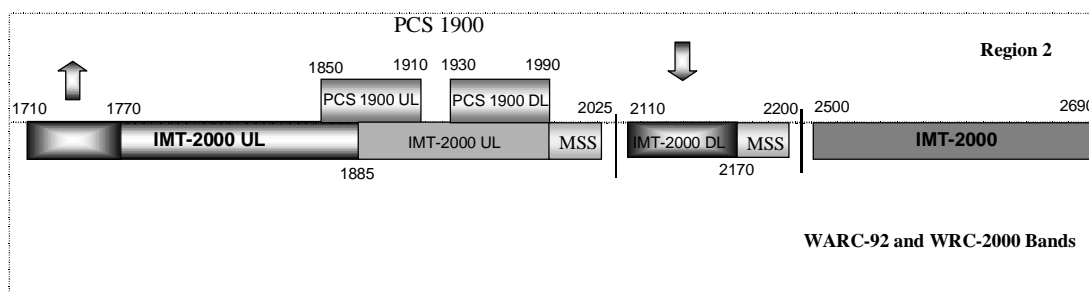 PCS 1900
Region 2
1850 1910 1930 1990
PCS 1900 UL PCS 1900 DL
1710 1770 2025 2110 2200 2500 2690
IMT-2000 UL IMT-2000 UL MSS IMT-2000 DL MSS IMT-2000
1885 2170
WARC-92 and WRC-2000 Bands